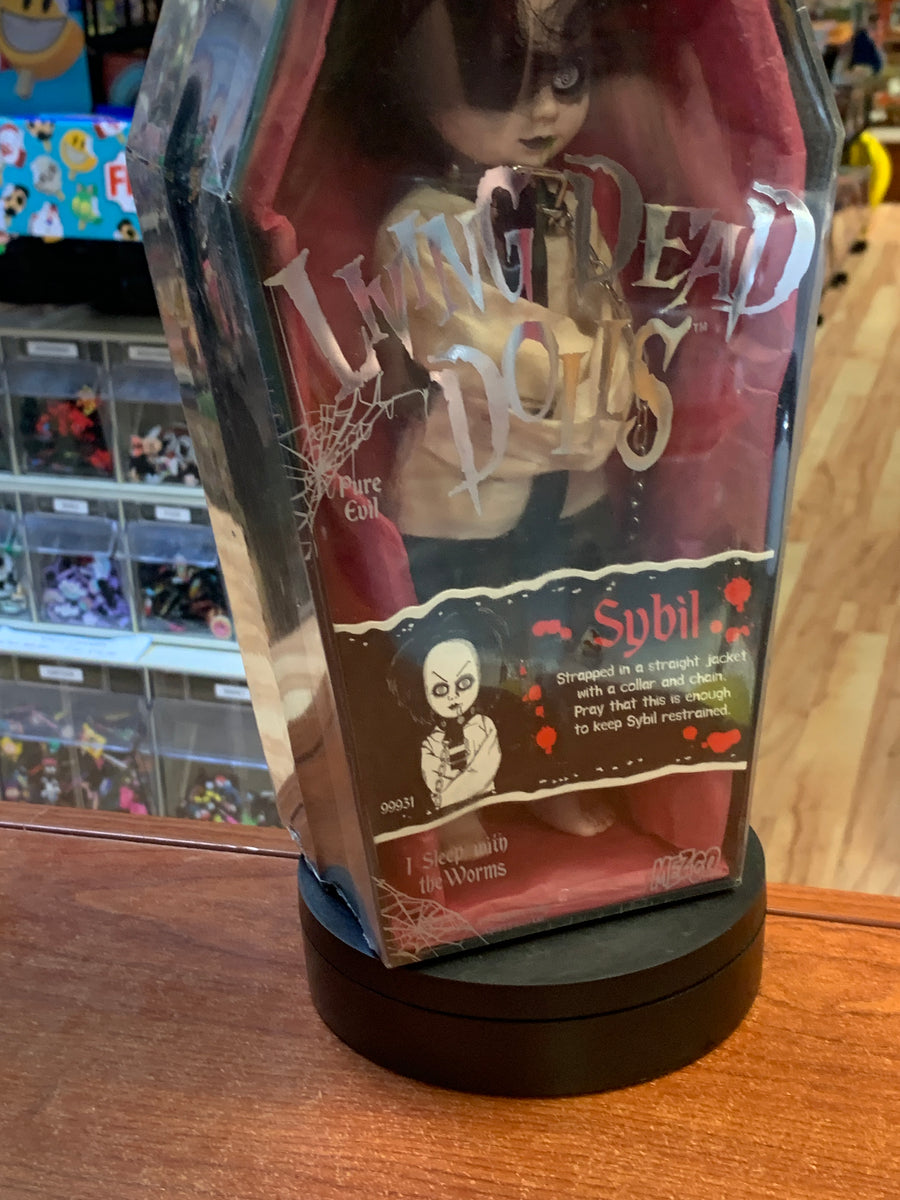 LIVING DEAD
DOLLS™
Pure
Evil
Sybil
Strapped in a straight jacket
with a collar and chain.
Pray that this is enough
to keep Sybil restrained.
99931
I Sleep with
the Worms
MEZCO